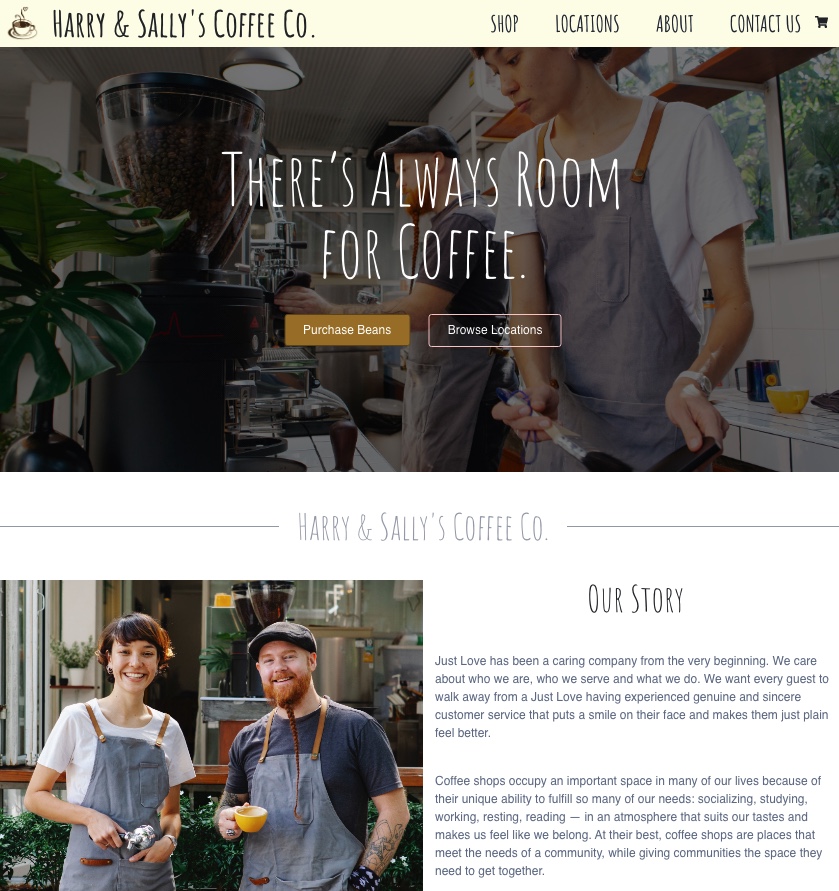 Harry & Sally's Coffee Co.
SHOP LOCATIONS ABOUT CONTACT US
There's Always Room
for Coffee.
Purchase Beans Browse Locations
Harry & Sally's Coffee Co.
Our Story
Just Love has been a caring company from the very beginning. We care
about who we are, who we serve and what we do. We want every guest to
walk away from a Just Love having experienced genuine and sincere
customer service that puts a smile on their face and makes them just plain
feel better.
Coffee shops occupy an important space in many of our lives because of
their unique ability to fulfill so many of our needs: socializing, studying,
working, resting, reading — in an atmosphere that suits our tastes and
makes us feel like we belong. At their best, coffee shops are places that
meet the needs of a community, while giving communities the space they
need to get together.